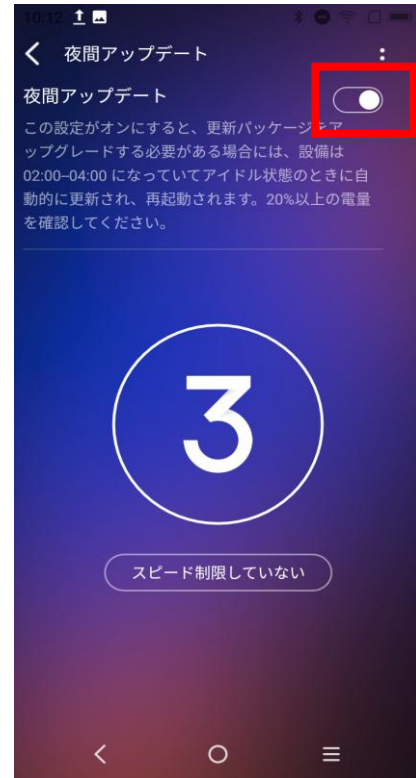 10:12
夜間アップデート
夜間アップデート
この設定がオンにすると、更新パッケージをア
ップグレードする必要がある場合には、設備は
02:00–04:00 になっていてアイドル状態のときに自
動的に更新され、再起動されます。20%以上の電量
を確認してください。
3
スピード制限していない